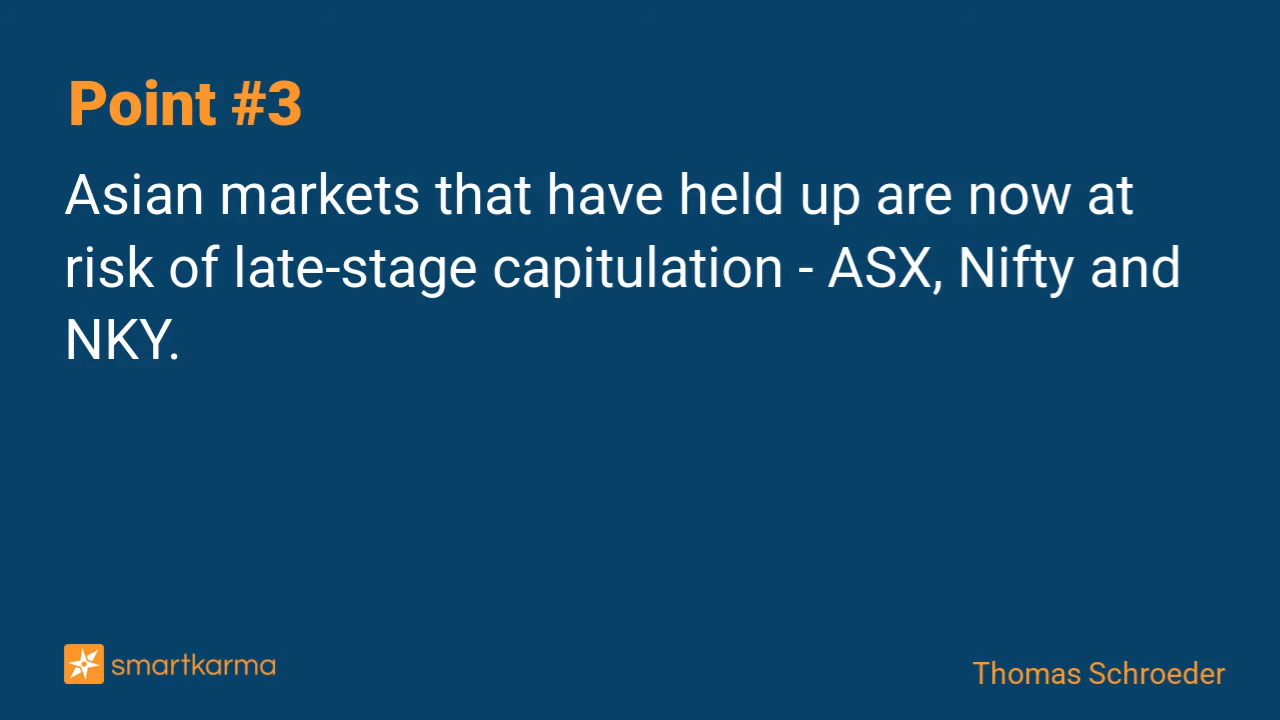 Point #3
Asian markets that have held up are now at
risk of late-stage capitulation - ASX, Nifty and
NKY.
smartkarma
Thomas Schroeder